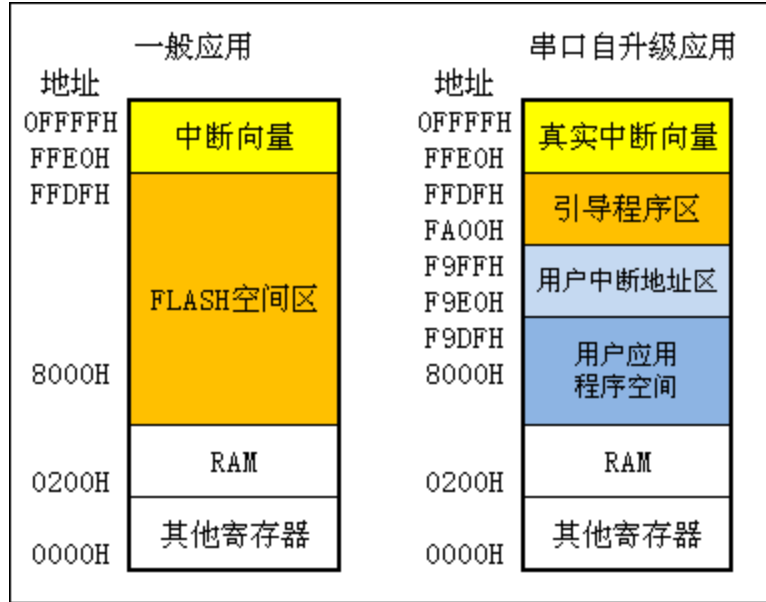 一般应用
地址
0FFFFH
FFE0H
FFDFH
8000H
0200H
0000H
中断向量
FLASH空间区
RAM
其他寄存器
串口自升级应用
地址
0FFFFH
FFE0H
FFDFH
FA00H
F9FFH
F9E0H
F9DFH
8000H
0200H
0000H
真实中断向量
引导程序区
用户中断地址区
用户应用
程序空间
RAM
其他寄存器